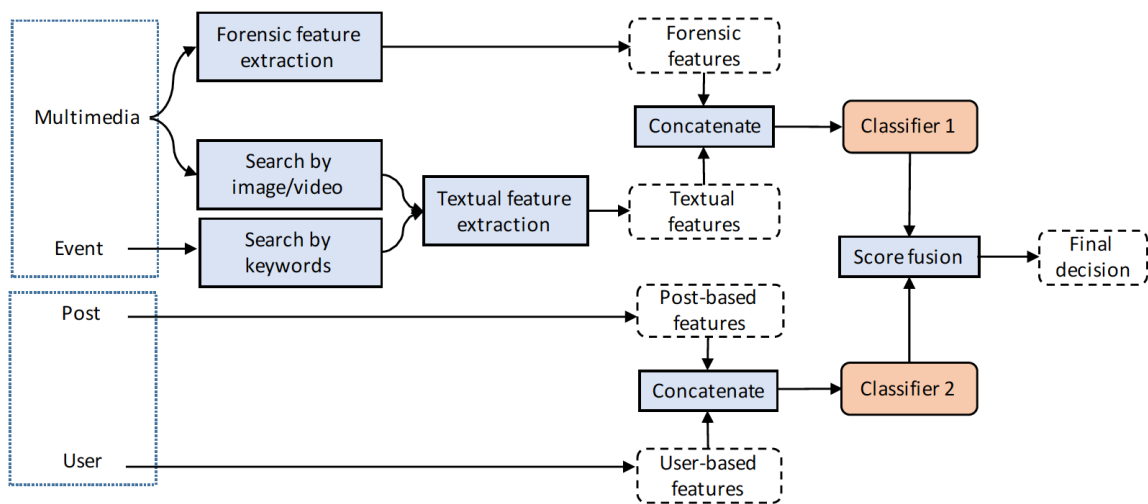 Forensic feature
extraction
Forensic
features
Multimedia
Concatenate
Classifier 1
Search by
image/video
Textual feature
extraction
Textual
features
Event
Search by
keywords
Score fusion
Final
decision
Post
Post-based
features
Concatenate
Classifier 2
User
User-based
features